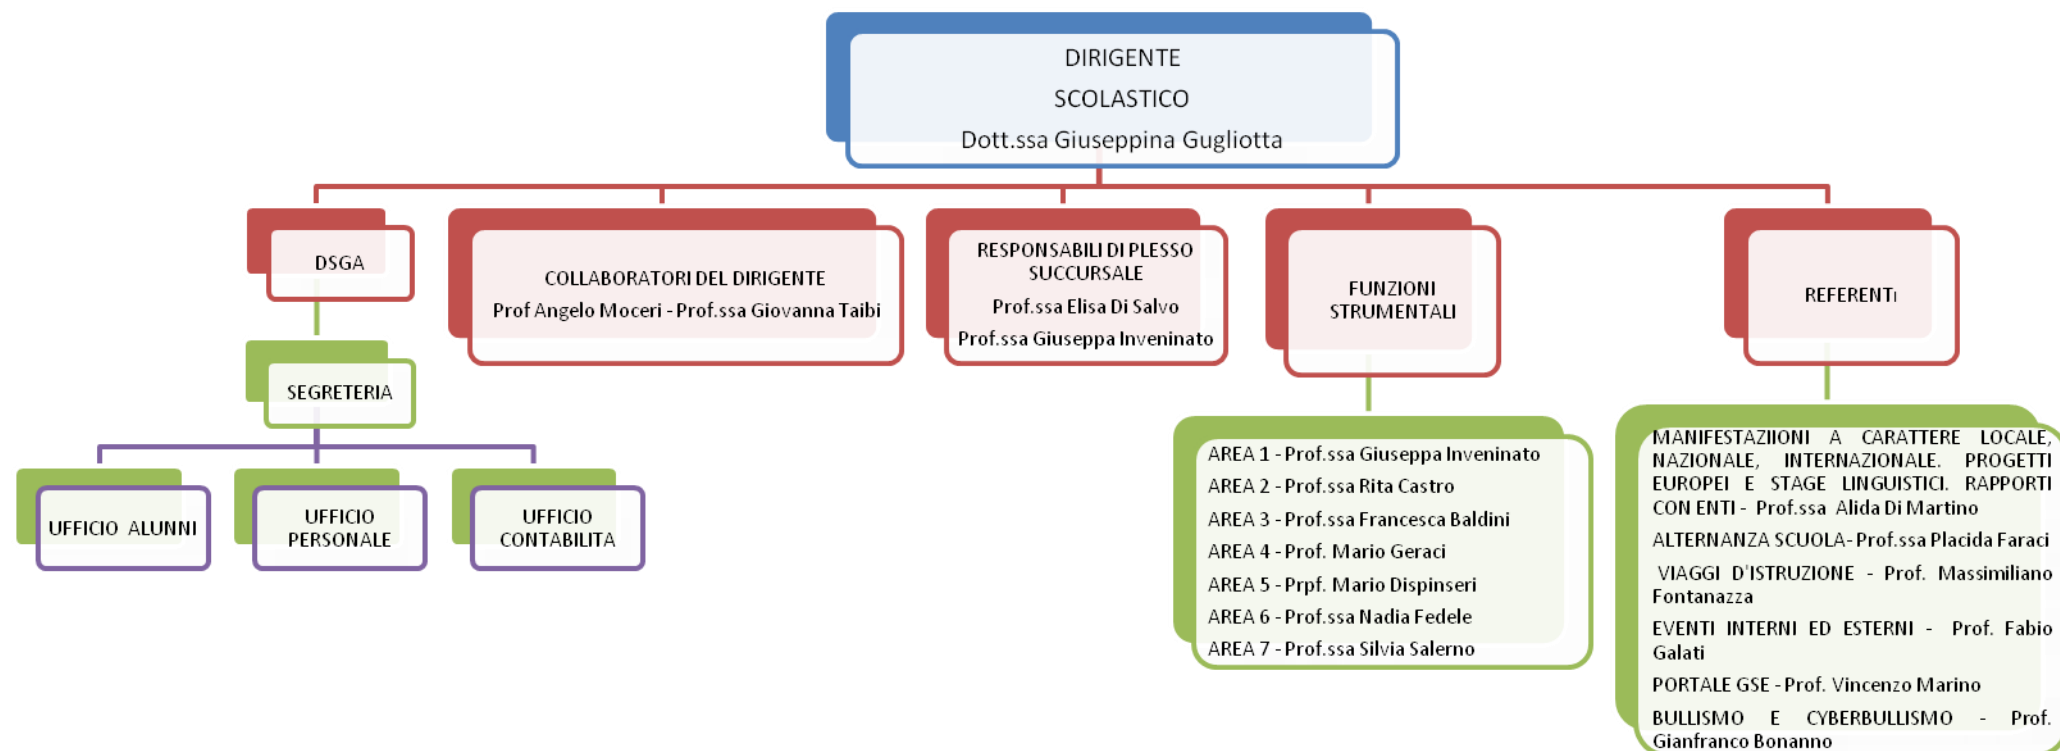 DIRIGENTE
SCOLASTICO
Dott.ssa Giuseppina Gugliotta
DSGA
COLLABORATORI DEL DIRIGENTE
Prof Angelo Moceri - Prof.ssa Giovanna Taibi
RESPONSABILI DI PLESSO
SUCCURSALE
Prof.ssa Elisa Di Salvo
Prof.ssa Giuseppa Inveninato
FUNZIONI
STRUMENTALI
REFERENTI
SEGRETERIA
UFFICIO ALUNNI
UFFICIO
PERSONALE
UFFICIO
CONTABILITA
AREA 1 - Prof.ssa Giuseppa Inveninato
AREA 2 - Prof.ssa Rita Castro
AREA 3 - Prof.ssa Francesca Baldini
AREA 4 - Prof. Mario Geraci
AREA 5 - Prpf. Mario Dispinseri
AREA 6 - Prof.ssa Nadia Fedele
AREA 7 - Prof.ssa Silvia Salerno
MANIFESTAZIIONI A CARATTERE LOCALE,
NAZIONALE, INTERNAZIONALE. PROGETTI
EUROPEI E STAGE LINGUISTICI. RAPPORTI
CON ENTI - Prof.ssa Alida Di Martino
ALTERNANZA SCUOLA- Prof.ssa Placida Faraci
VIAGGI D'ISTRUZIONE - Prof. Massimiliano
Fontanazza
EVENTI INTERNI ED ESTERNI - Prof. Fabio
Galati
PORTALE GSE - Prof. Vincenzo Marino
BULLISMO E CYBERBULLISMO - Prof.
Gianfranco Bonanno